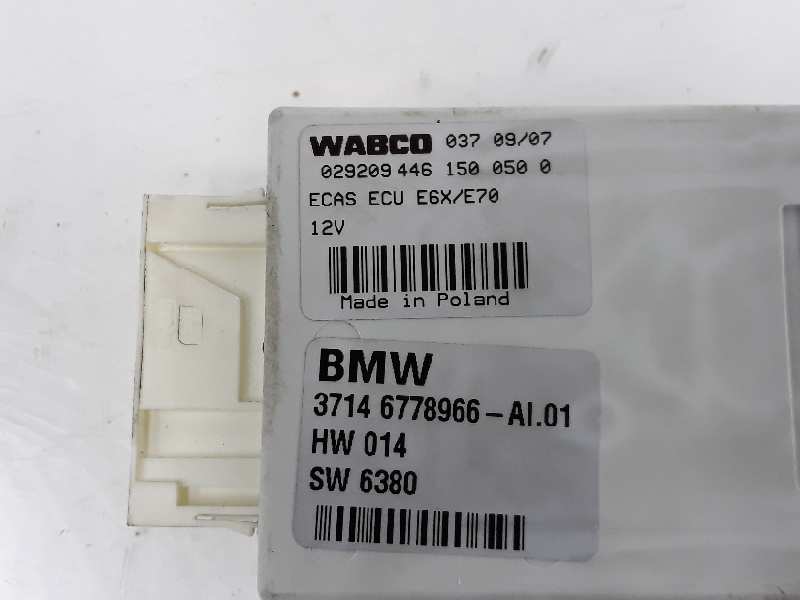 WABCO 037 09/07
029209 446 150 050 0
ECAS ECU E6X/E70
12V
Made in Poland
BMW
3714 6778966-AI.01
HW 014
SW 6380